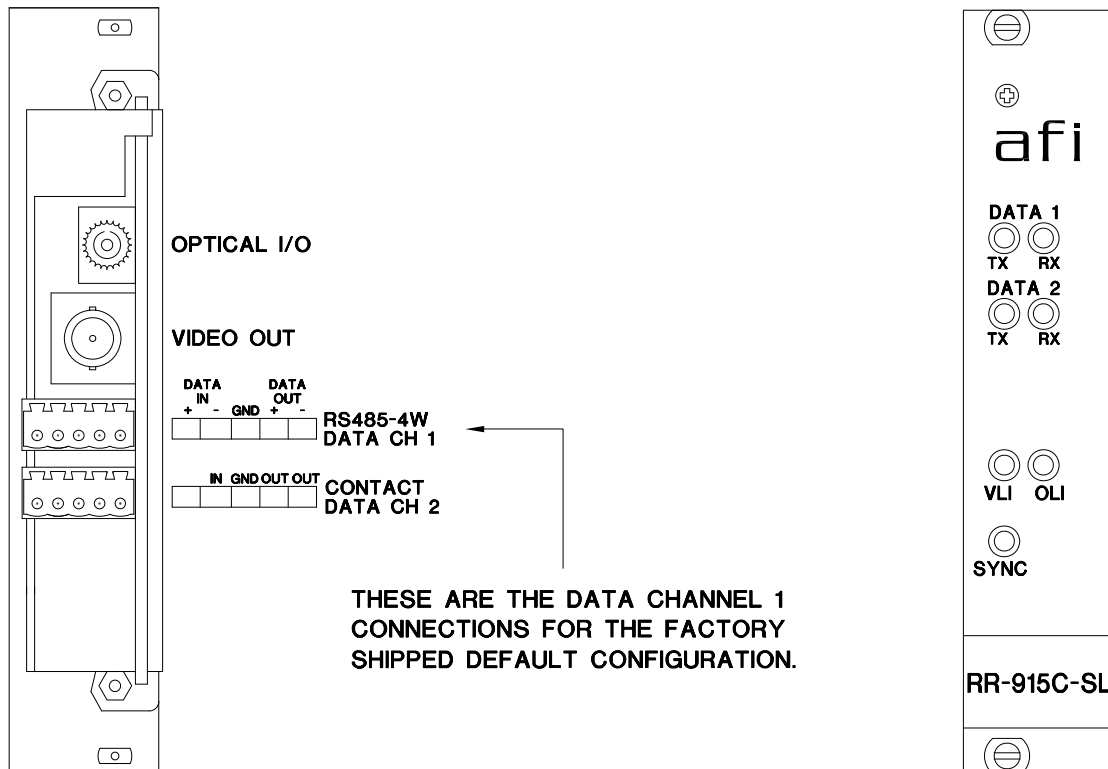 OPTICAL I/O
VIDEO OUT
DATA IN
DATA OUT
+ - GND + -
RS485-4W
DATA CH 1
IN GND OUT OUT
CONTACT
DATA CH 2
THESE ARE THE DATA CHANNEL 1
CONNECTIONS FOR THE FACTORY
SHIPPED DEFAULT CONFIGURATION.
afi
DATA 1
TX RX
DATA 2
TX RX
VLI OLI
SYNC
RR-915C-SL